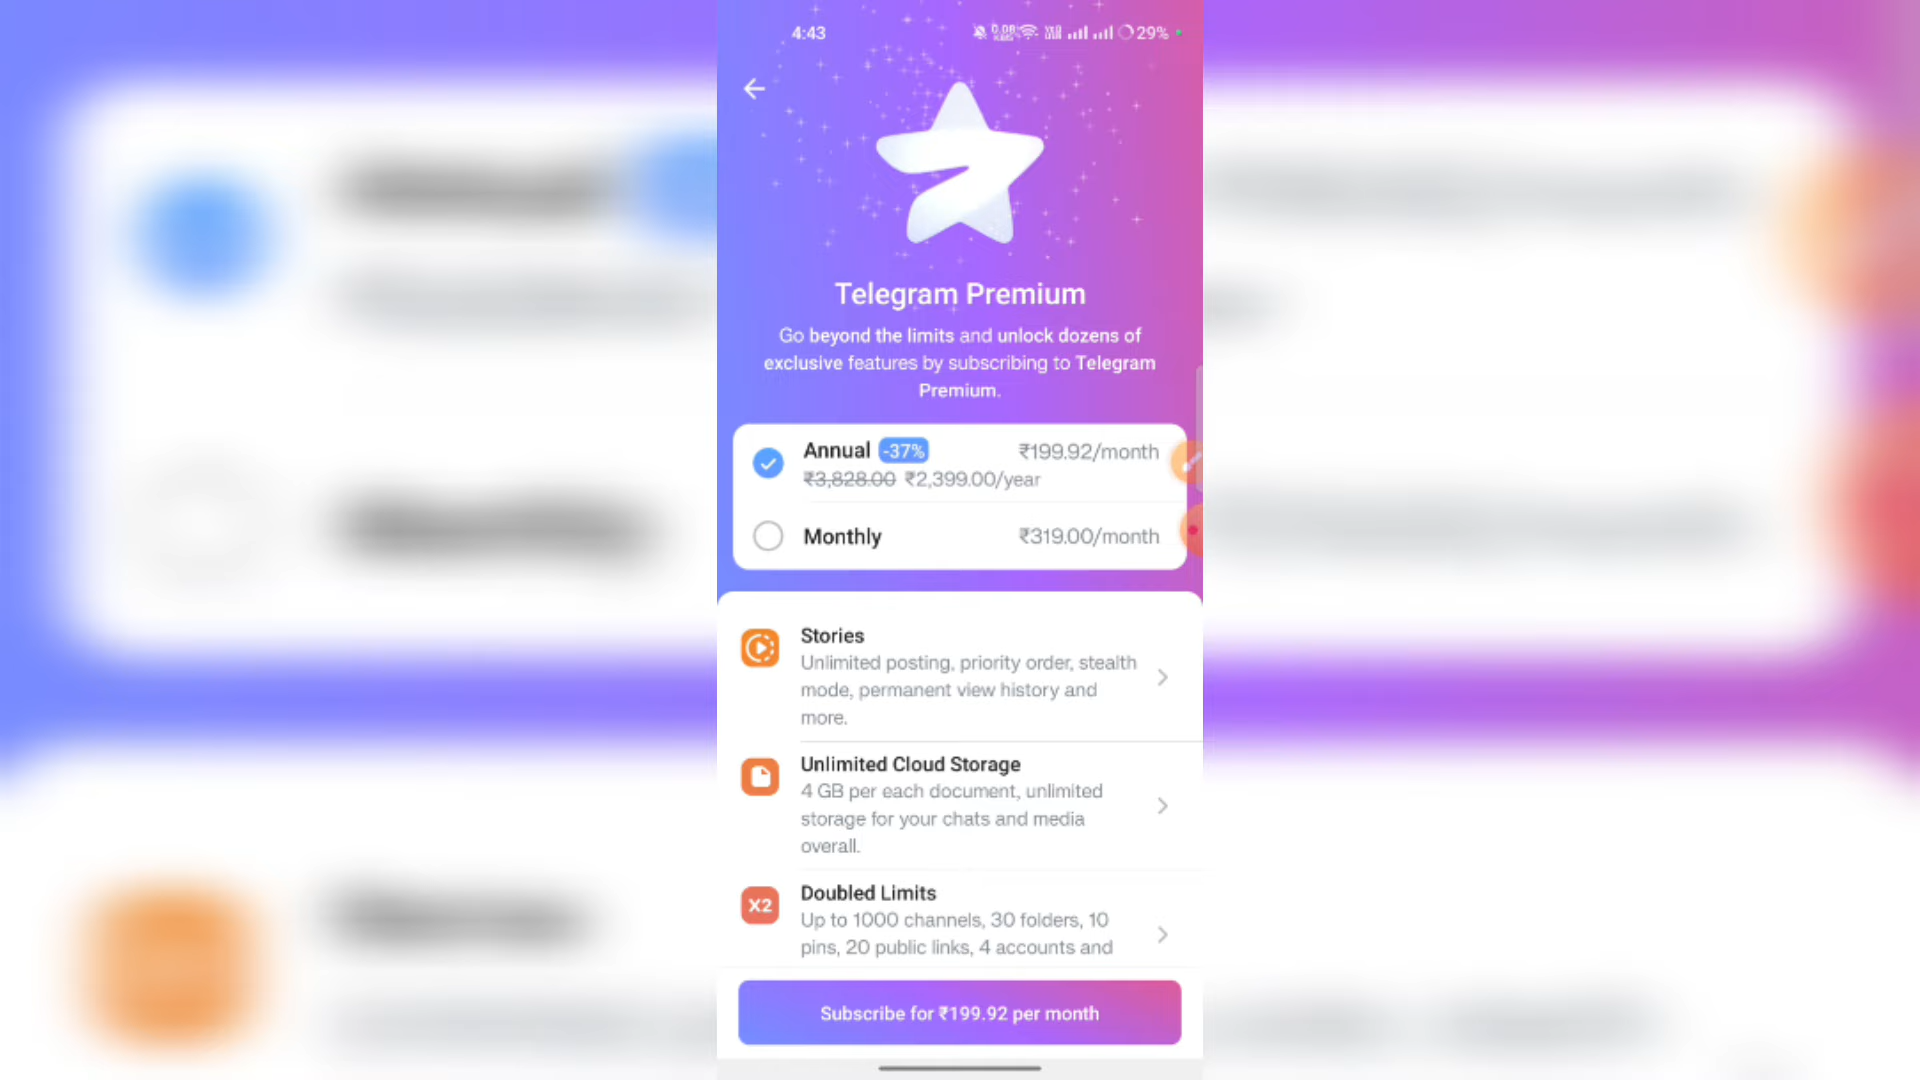 4:43
0.08 29%
Telegram Premium
Go beyond the limits and unlock dozens of
exclusive features by subscribing to Telegram
Premium.
Annual -37% ₹199.92/month
₹3,828.00 ₹2,399.00/year
Monthly ₹319.00/month
Stories
Unlimited posting, priority order, stealth
mode, permanent view history and
more.
Unlimited Cloud Storage
4 GB per each document, unlimited
storage for your chats and media
overall.
X2 Doubled Limits
Up to 1000 channels, 30 folders, 10
pins, 20 public links, 4 accounts and
Subscribe for ₹199.92 per month